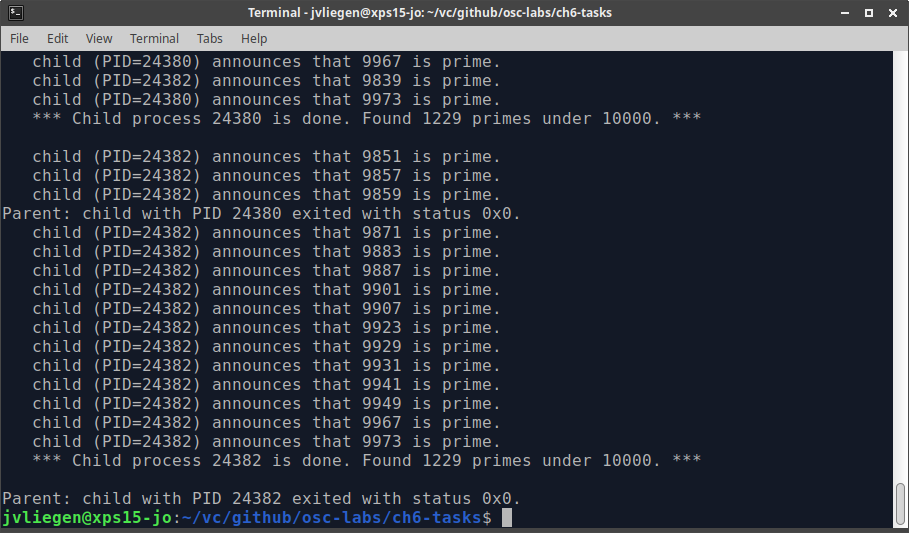 Terminal - jvliegen@xps15-jo: ~/vc/github/osc-labs/ch6-tasks
File Edit View Terminal Tabs Help
child (PID=24380) announces that 9967 is prime.
child (PID=24382) announces that 9839 is prime.
child (PID=24380) announces that 9973 is prime.
*** Child process 24380 is done. Found 1229 primes under 10000. ***
child (PID=24382) announces that 9851 is prime.
child (PID=24382) announces that 9857 is prime.
child (PID=24382) announces that 9859 is prime.
Parent: child with PID 24380 exited with status 0x0.
child (PID=24382) announces that 9871 is prime.
child (PID=24382) announces that 9883 is prime.
child (PID=24382) announces that 9887 is prime.
child (PID=24382) announces that 9901 is prime.
child (PID=24382) announces that 9907 is prime.
child (PID=24382) announces that 9923 is prime.
child (PID=24382) announces that 9929 is prime.
child (PID=24382) announces that 9931 is prime.
child (PID=24382) announces that 9941 is prime.
child (PID=24382) announces that 9949 is prime.
child (PID=24382) announces that 9967 is prime.
child (PID=24382) announces that 9973 is prime.
*** Child process 24382 is done. Found 1229 primes under 10000. ***
Parent: child with PID 24382 exited with status 0x0.
jvliegen@xps15-jo:~/vc/github/osc-labs/ch6-tasks$